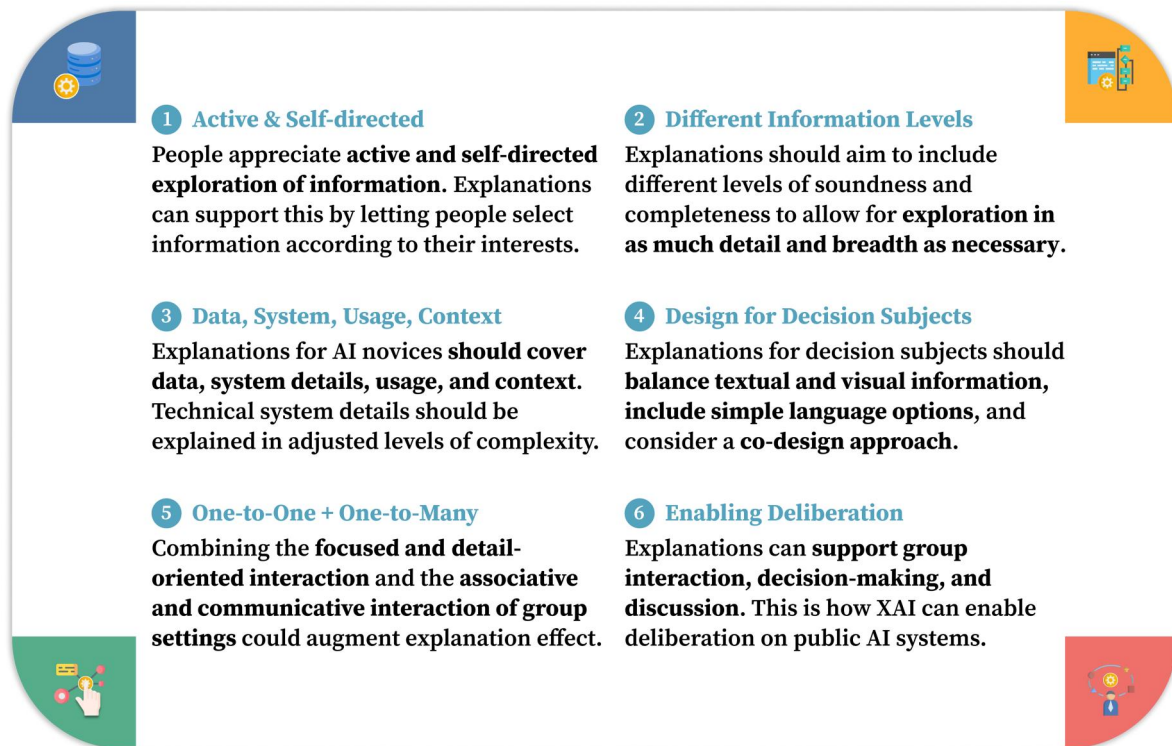 1 Active & Self-directed
People appreciate active and self-directed
exploration of information. Explanations
can support this by letting people select
information according to their interests.
2 Different Information Levels
Explanations should aim to include
different levels of soundness and
completeness to allow for exploration in
as much detail and breadth as necessary.
3 Data, System, Usage, Context
Explanations for AI novices should cover
data, system details, usage, and context.
Technical system details should be
explained in adjusted levels of complexity.
4 Design for Decision Subjects
Explanations for decision subjects should
balance textual and visual information,
include simple language options, and
consider a co-design approach.
5 One-to-One + One-to-Many
Combining the focused and detail-
oriented interaction and the associative
and communicative interaction of group
settings could augment explanation effect.
6 Enabling Deliberation
Explanations can support group
interaction, decision-making, and
discussion. This is how XAI can enable
deliberation on public AI systems.